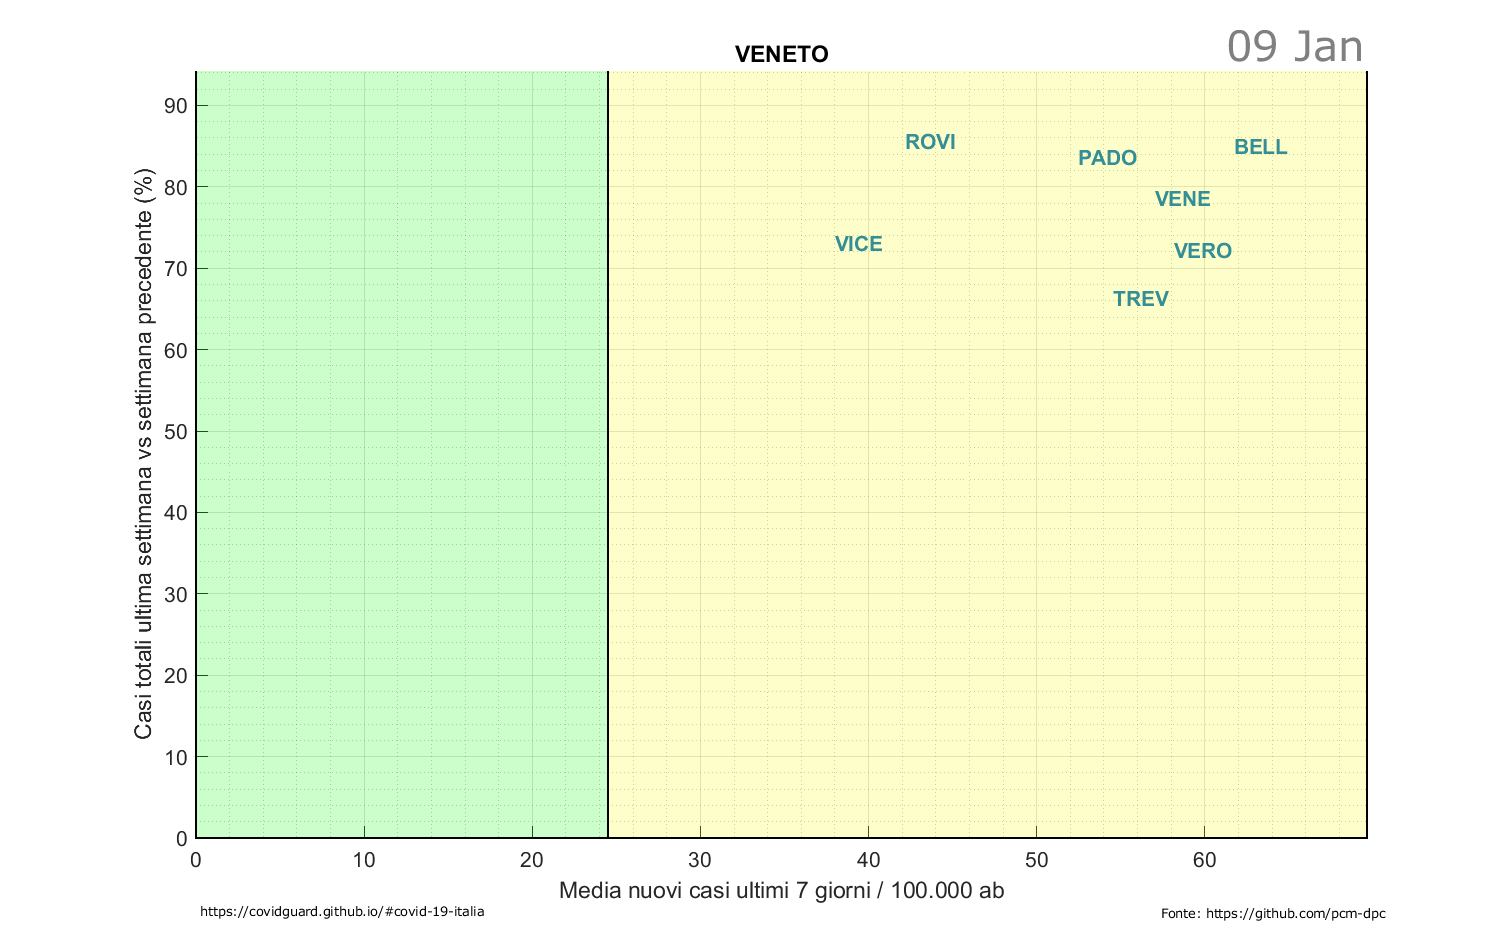 09 Jan
VENETO
Casi totali ultima settimana vs settimana precedente (%)
90
80
70
60
50
40
30
20
10
0
ROVI
BELL
PADO
VENE
VICE
VERO
TREV
0 10 20 30 40 50 60
Media nuovi casi ultimi 7 giorni / 100.000 ab
https://covidguard.github.io/#covid-19-italia
Fonte: https://github.com/pcm-dpc